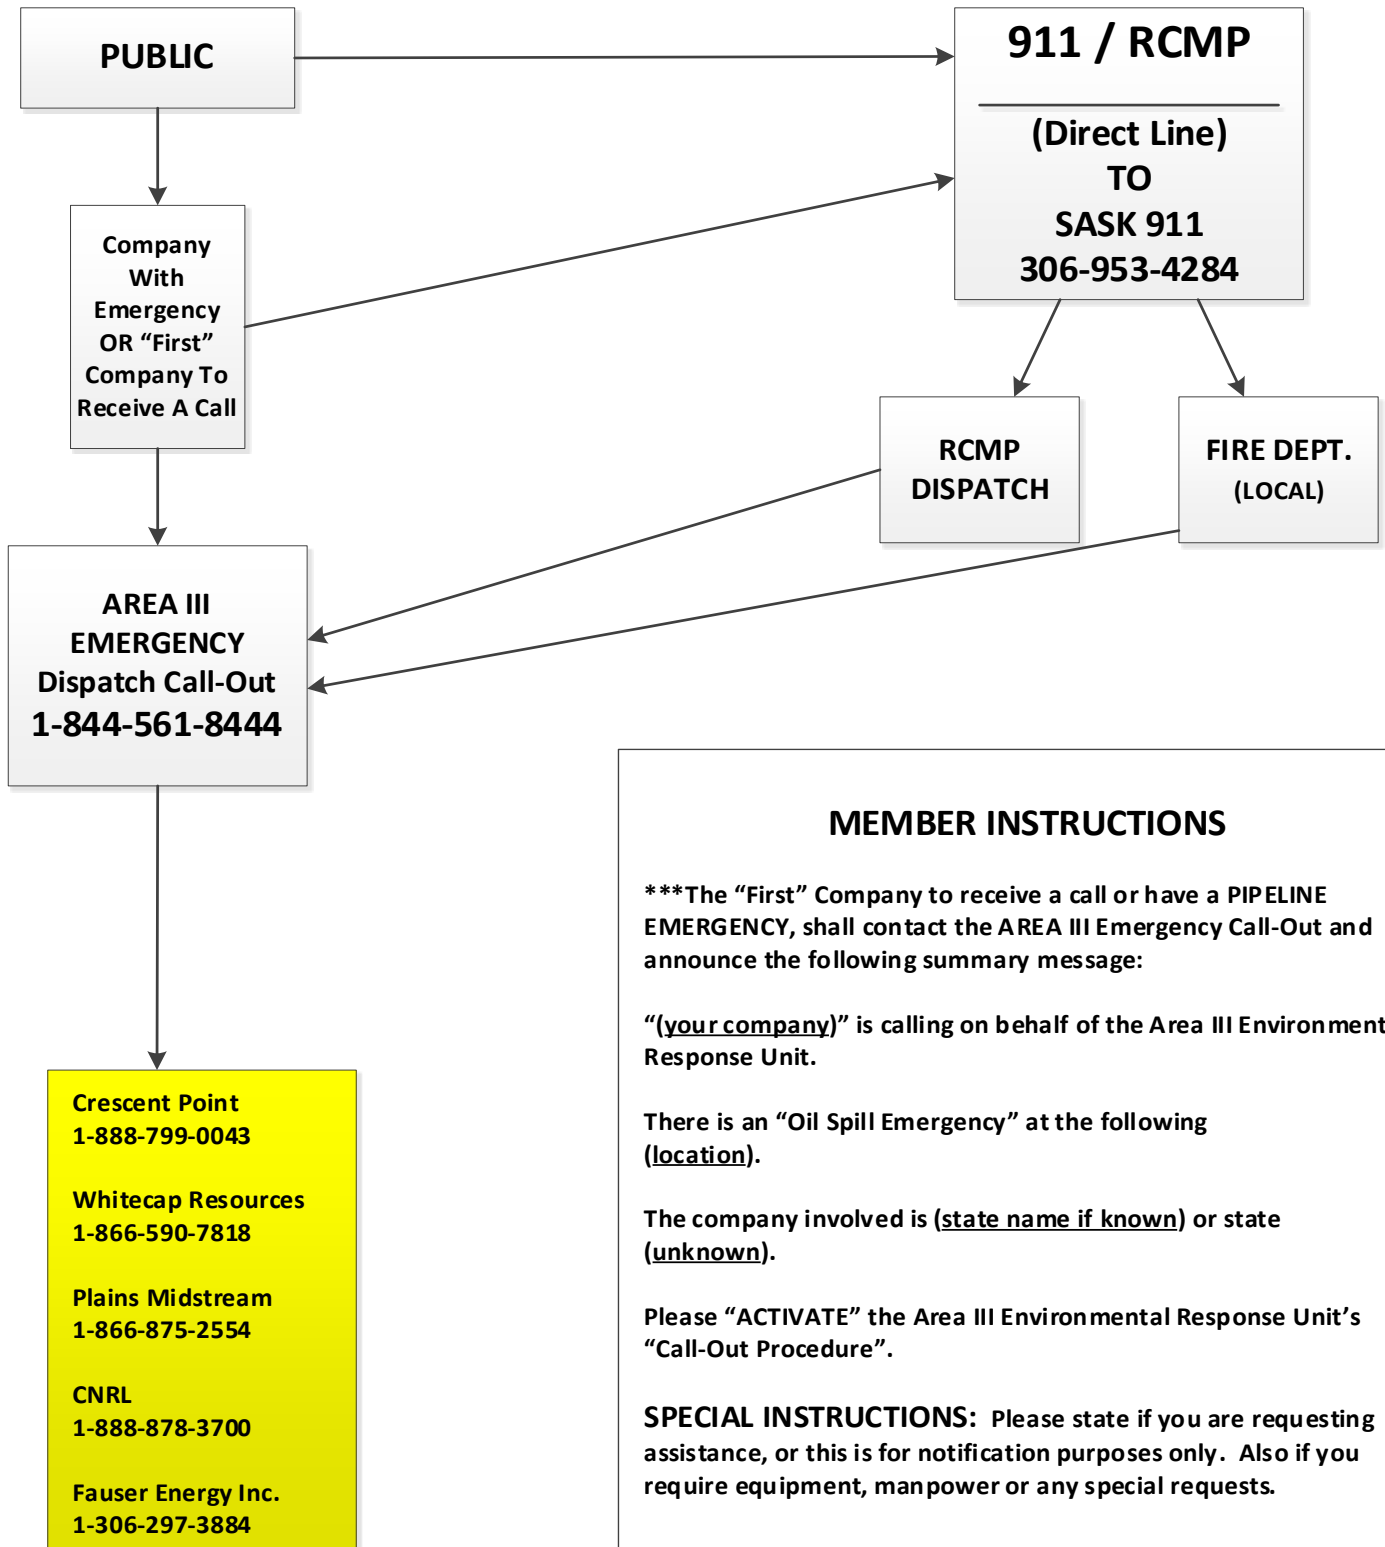 PUBLIC
911 / RCMP
(Direct Line)
TO
SASK 911
306-953-4284
Company
With
Emergency
OR “First”
Company To
Receive A Call
RCMP
DISPATCH
FIRE DEPT.
(LOCAL)
AREA III
EMERGENCY
Dispatch Call-Out
1-844-561-8444
MEMBER INSTRUCTIONS
***The “First” Company to receive a call or have a PIPELINE
EMERGENCY, shall contact the AREA III Emergency Call-Out and
announce the following summary message:
“(your company)” is calling on behalf of the Area III Environment
Response Unit.
There is an “Oil Spill Emergency” at the following
(location).
The company involved is (state name if known) or state
(unknown).
Please “ACTIVATE” the Area III Environmental Response Unit’s
“Call-Out Procedure”.
SPECIAL INSTRUCTIONS: Please state if you are requesting
assistance, or this is for notification purposes only. Also if you
require equipment, manpower or any special requests.
Crescent Point
1-888-799-0043
Whitecap Resources
1-866-590-7818
Plains Midstream
1-866-875-2554
CNRL
1-888-878-3700
Fauser Energy Inc.
1-306-297-3884